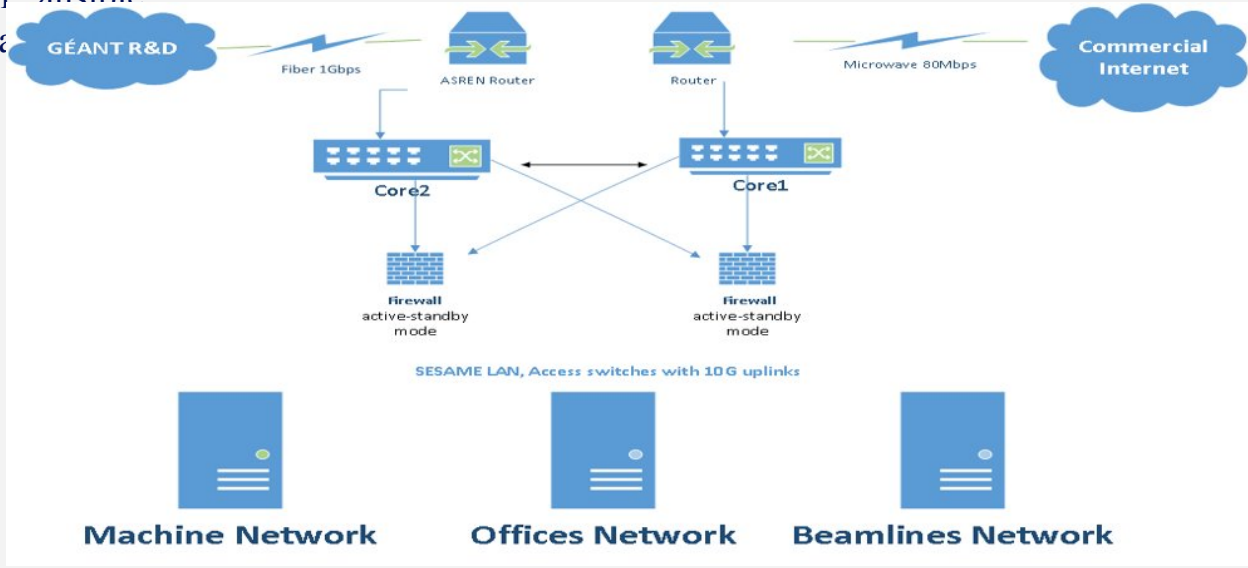 GÉANT R&D
Fiber 1Gbps
ASREN Router
Router
Microwave 80Mbps
Commercial
Internet
Core2
Core1
Firewall
active-standby
mode
Firewall
active-standby
mode
SESAME LAN, Access switches with 10G uplinks
Machine Network
Offices Network
Beamlines Network